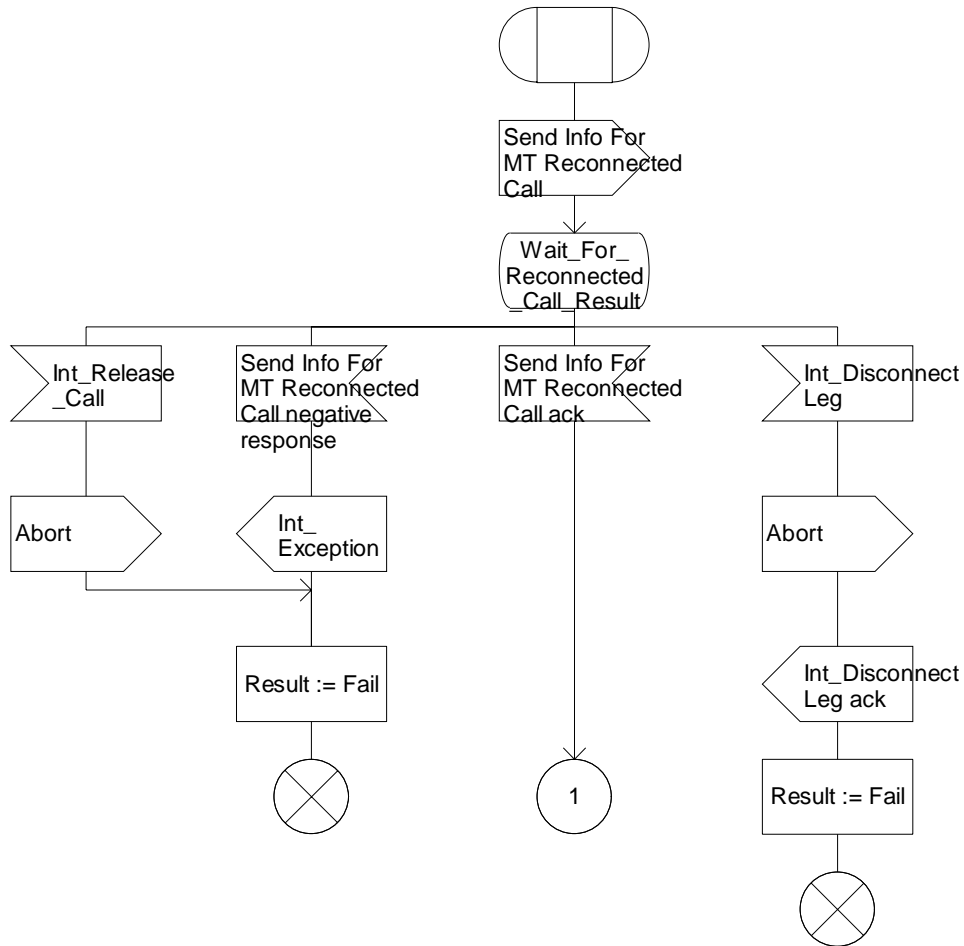 Send Info For
MT Reconnected
Call
Wait_For_
Reconnected
_Call_Result
Int_Release
_Call
Send Info For
MT Reconnected
Call negative
response
Send Info For
MT Reconnected
Call ack
Int_Disconnect
Leg
Abort
Int_
Exception
Abort
Result := Fail
Int_Disconnect
Leg ack
1
Result := Fail